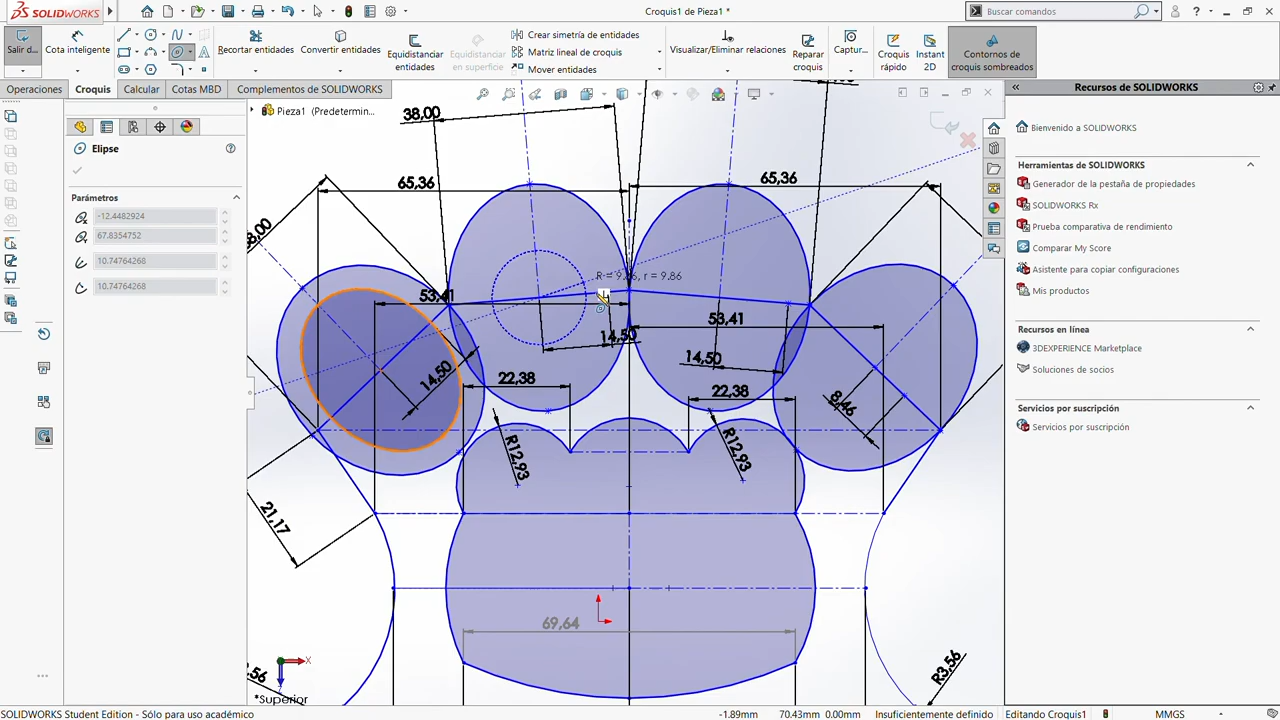 SOLIDWORKS
Croquis1 de Pieza1 *
Buscar comandos
Salir d...
Cota inteligente
Recortar entidades
Convertir entidades
Equidistanciar entidades
Equidistanciar en superficie
Crear simetría de entidades
Matriz lineal de croquis
Mover entidades
Visualizar/Eliminar relaciones
Reparar croquis
Captur...
Croquis rápido
Instant 2D
Contornos de croquis sombreados
Operaciones
Croquis
Calcular
Cotas MBD
Complementos de SOLIDWORKS
Recursos de SOLIDWORKS
Pieza1 (Predetermin...
Elipse
Parámetros
-12.4482924
67.8354752
10.74764268
10.74764268
38,00
65,36
65,36
8,00
R = 9.86, r = 9.86
53,41
53,41
14,50
14,50
14,50
22,38
22,38
8,46
R12,93
R12,93
21,17
69,64
,56
R3,56
X
Z
*Superior
Bienvenido a SOLIDWORKS
Herramientas de SOLIDWORKS
Generador de la pestaña de propiedades
SOLIDWORKS Rx
Prueba comparativa de rendimiento
Comparar My Score
Asistente para copiar configuraciones
Mis productos
Recursos en línea
3DEXPERIENCE Marketplace
Soluciones de socios
Servicios por suscripción
Servicios por suscripción
SOLIDWORKS Student Edition - Sólo para uso académico
-1.89mm
70.43mm
0.00mm
Insuficientemente definido
Editando Croquis1
MMGS